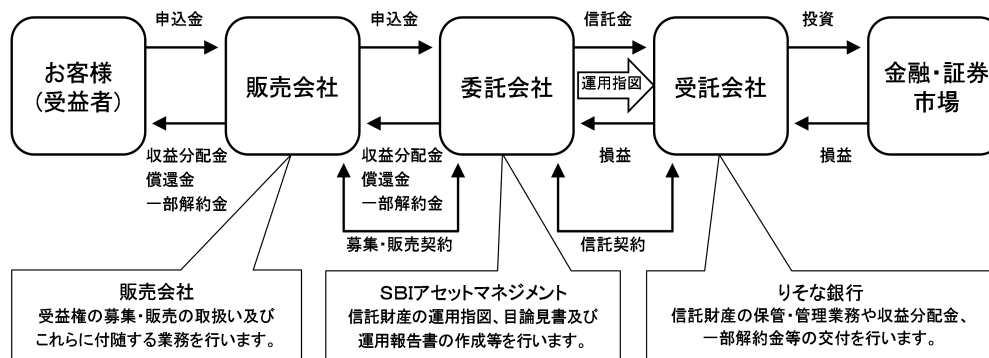 申込金
申込金
信託金
投資
お客様
(受益者)
販売会社
委託会社
運用指図
受託会社
金融・証券
市場
収益分配金
償還金
一部解約金
収益分配金
償還金
一部解約金
損益
損益
募集・販売契約
信託契約
販売会社
受益権の募集・販売の取扱い及び
これらに付随する業務を行います。
SBIアセットマネジメント
信託財産の運用指図、目論見書及び
運用報告書の作成等を行います。
りそな銀行
信託財産の保管・管理業務や収益分配金、
一部解約金等の交付を行います。